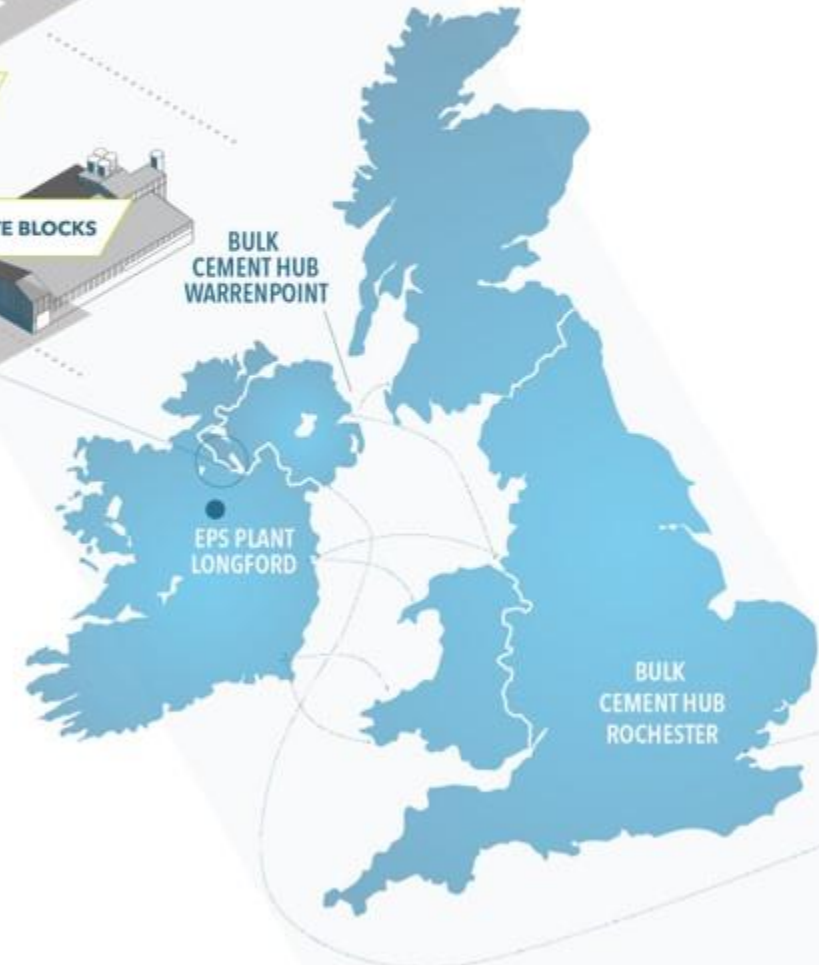 BLOCKS
BULK
CEMENT HUB
WARRENPOINT
EPS PLANT
LONGFORD
BULK
CEMENT HUB
ROCHESTER